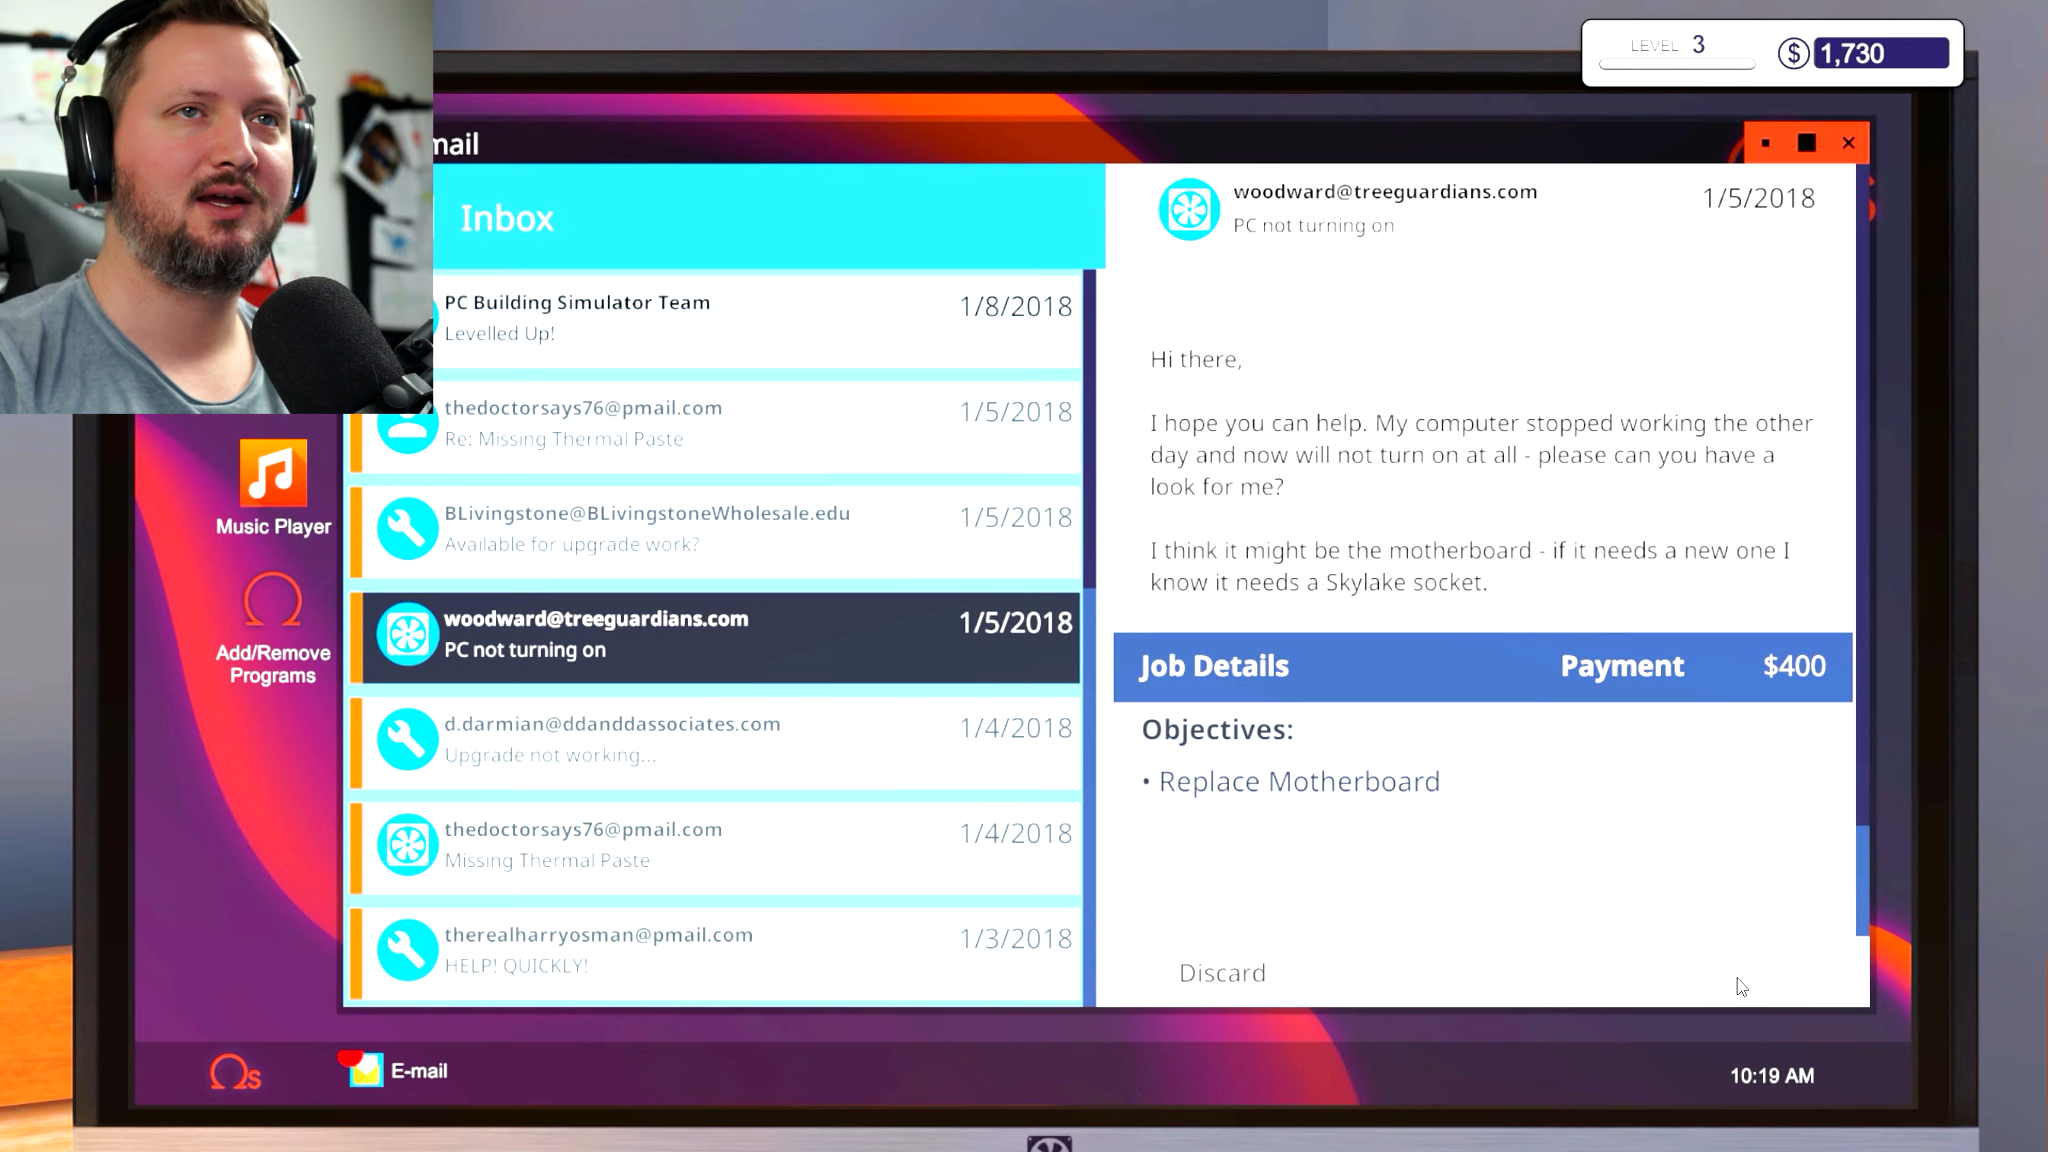 LEVEL 3
$ 1,730
mail
Inbox
PC Building Simulator Team
1/8/2018
Levelled Up!
thedoctorsays76@pmail.com
1/5/2018
Re: Missing Thermal Paste
BLivingstone@BLivingstoneWholesale.edu
1/5/2018
Available for upgrade work?
woodward@treeguardians.com
1/5/2018
PC not turning on
d.darmian@ddanddassociates.com
1/4/2018
Upgrade not working...
thedoctorsays76@pmail.com
1/4/2018
Missing Thermal Paste
therealharryosman@pmail.com
1/3/2018
HELP! QUICKLY!
woodward@treeguardians.com
1/5/2018
PC not turning on
Hi there,
I hope you can help. My computer stopped working the other
day and now will not turn on at all - please can you have a
look for me?
I think it might be the motherboard - if it needs a new one I
know it needs a Skylake socket.
Job Details
Payment
$400
Objectives:
• Replace Motherboard
Discard
Music Player
Add/Remove
Programs
Ωs
E-mail
10:19 AM